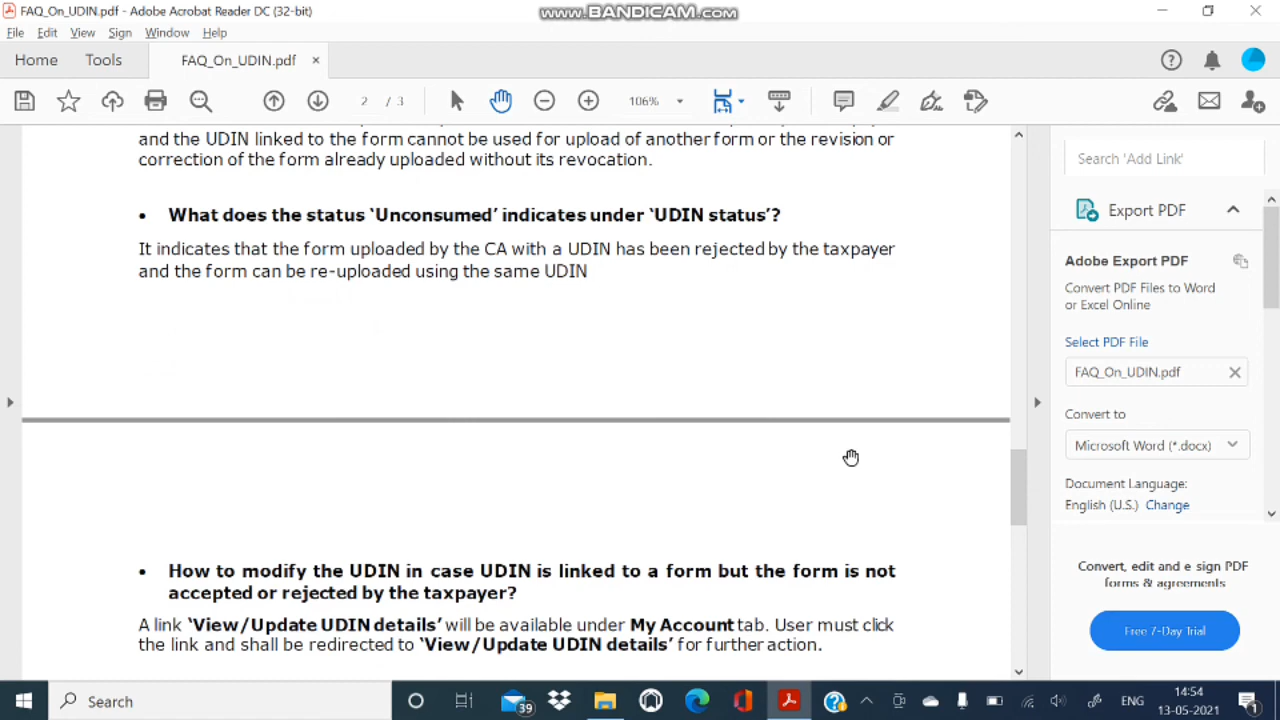 FAQ_On_UDIN.pdf - Adobe Acrobat Reader DC (32-bit)
WWW.BANDICAM.COM
File Edit View Sign Window Help
Home Tools FAQ_On_UDIN.pdf ×
2 / 3 106%
and the UDIN linked to the form cannot be used for upload of another form or the revision or
correction of the form already uploaded without its revocation.
• What does the status ‘Unconsumed’ indicates under ‘UDIN status’?
It indicates that the form uploaded by the CA with a UDIN has been rejected by the taxpayer
and the form can be re-uploaded using the same UDIN
• How to modify the UDIN in case UDIN is linked to a form but the form is not
accepted or rejected by the taxpayer?
A link ‘View/Update UDIN details’ will be available under My Account tab. User must click
the link and shall be redirected to ‘View/Update UDIN details’ for further action.
Search 'Add Link'
Export PDF
Adobe Export PDF
Convert PDF Files to Word
or Excel Online
Select PDF File
FAQ_On_UDIN.pdf
Convert to
Microsoft Word (*.docx)
Document Language:
English (U.S.) Change
Convert, edit and e-sign PDF
forms & agreements
Free 7-Day Trial
Search
39
ENG
14:54
13-05-2021
1